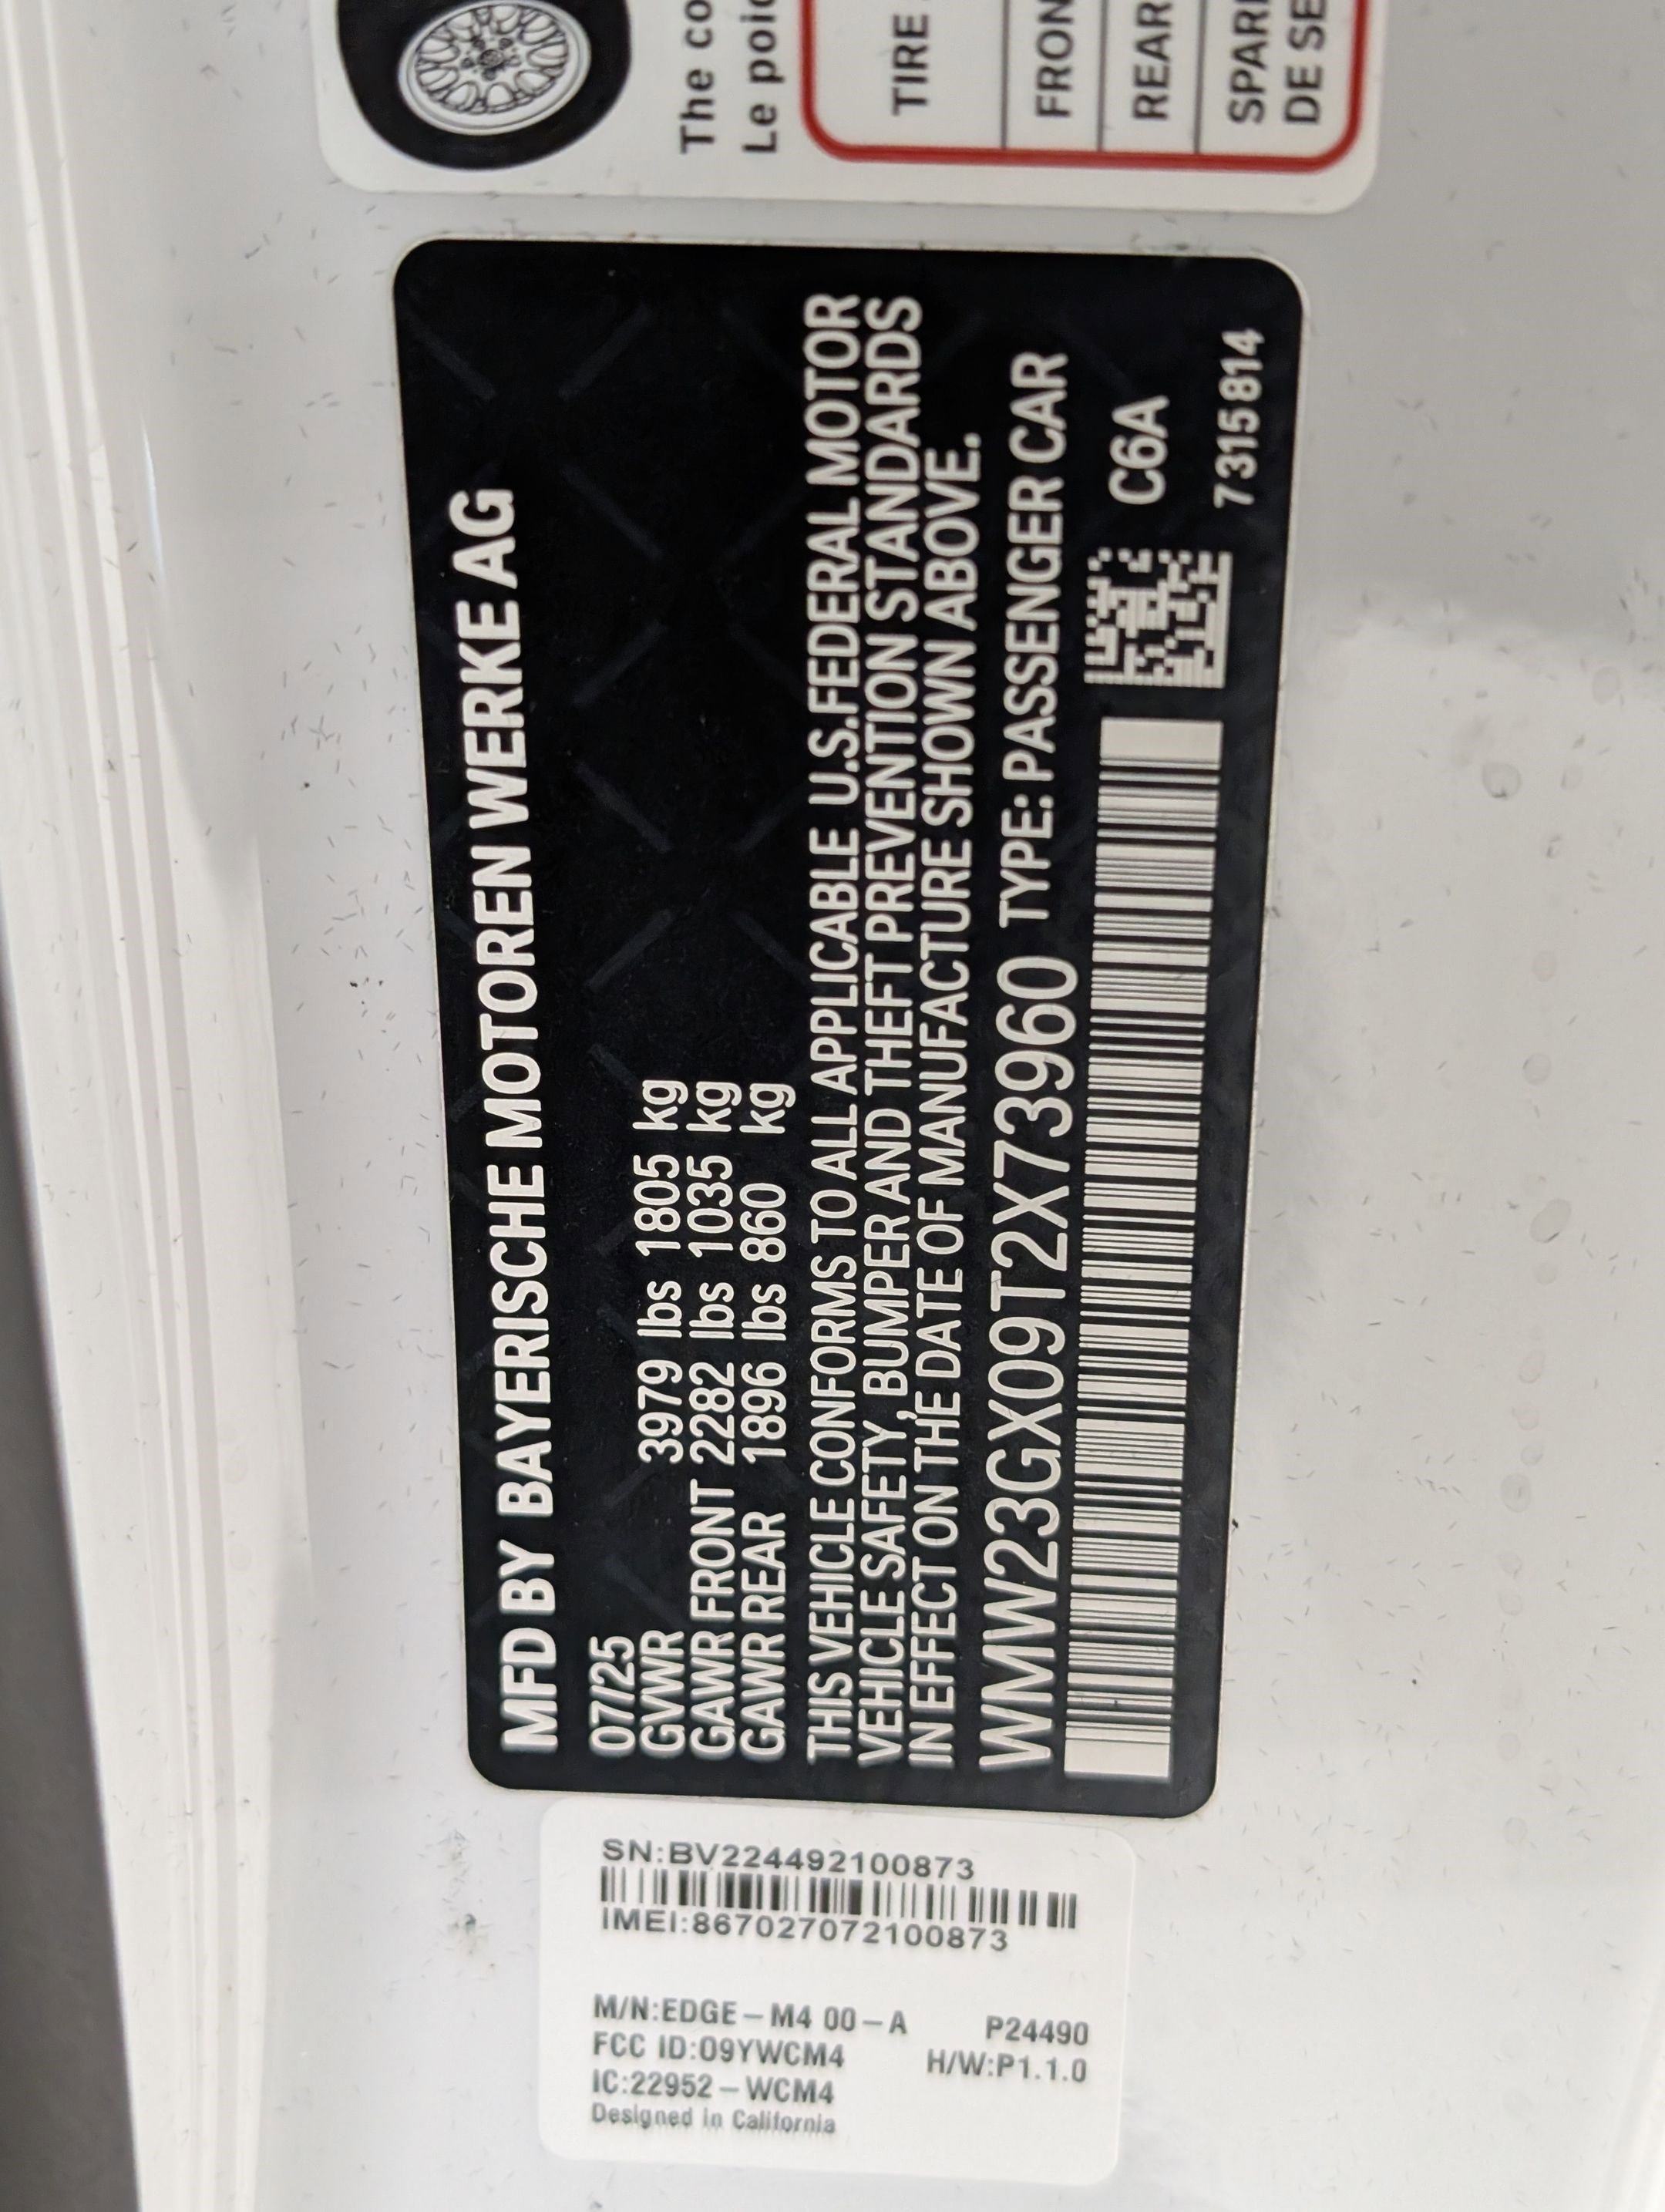 The co
Le poid
TIRE
FRON
REAR
SPAR
DE SE
MFD BY BAYERISCHE MOTOREN WERKE AG
07/25
GVWR 3979 lbs 1805 kg
GAWR FRONT 2282 lbs 1035 kg
GAWR REAR 1896 lbs 860 kg
THIS VEHICLE CONFORMS TO ALL APPLICABLE U.S.FEDERAL MOTOR
VEHICLE SAFETY, BUMPER AND THEFT PREVENTION STANDARDS
IN EFFECT ON THE DATE OF MANUFACTURE SHOWN ABOVE.
WMW23GX09T2X73960 TYPE: PASSENGER CAR
C6A
7315814
SN:BV224492100873
IMEI:867027072100873
M/N:EDGE-M4 00-A P24490
FCC ID:09YWCM4 H/W:P1.1.0
IC:22952-WCM4
Designed in California